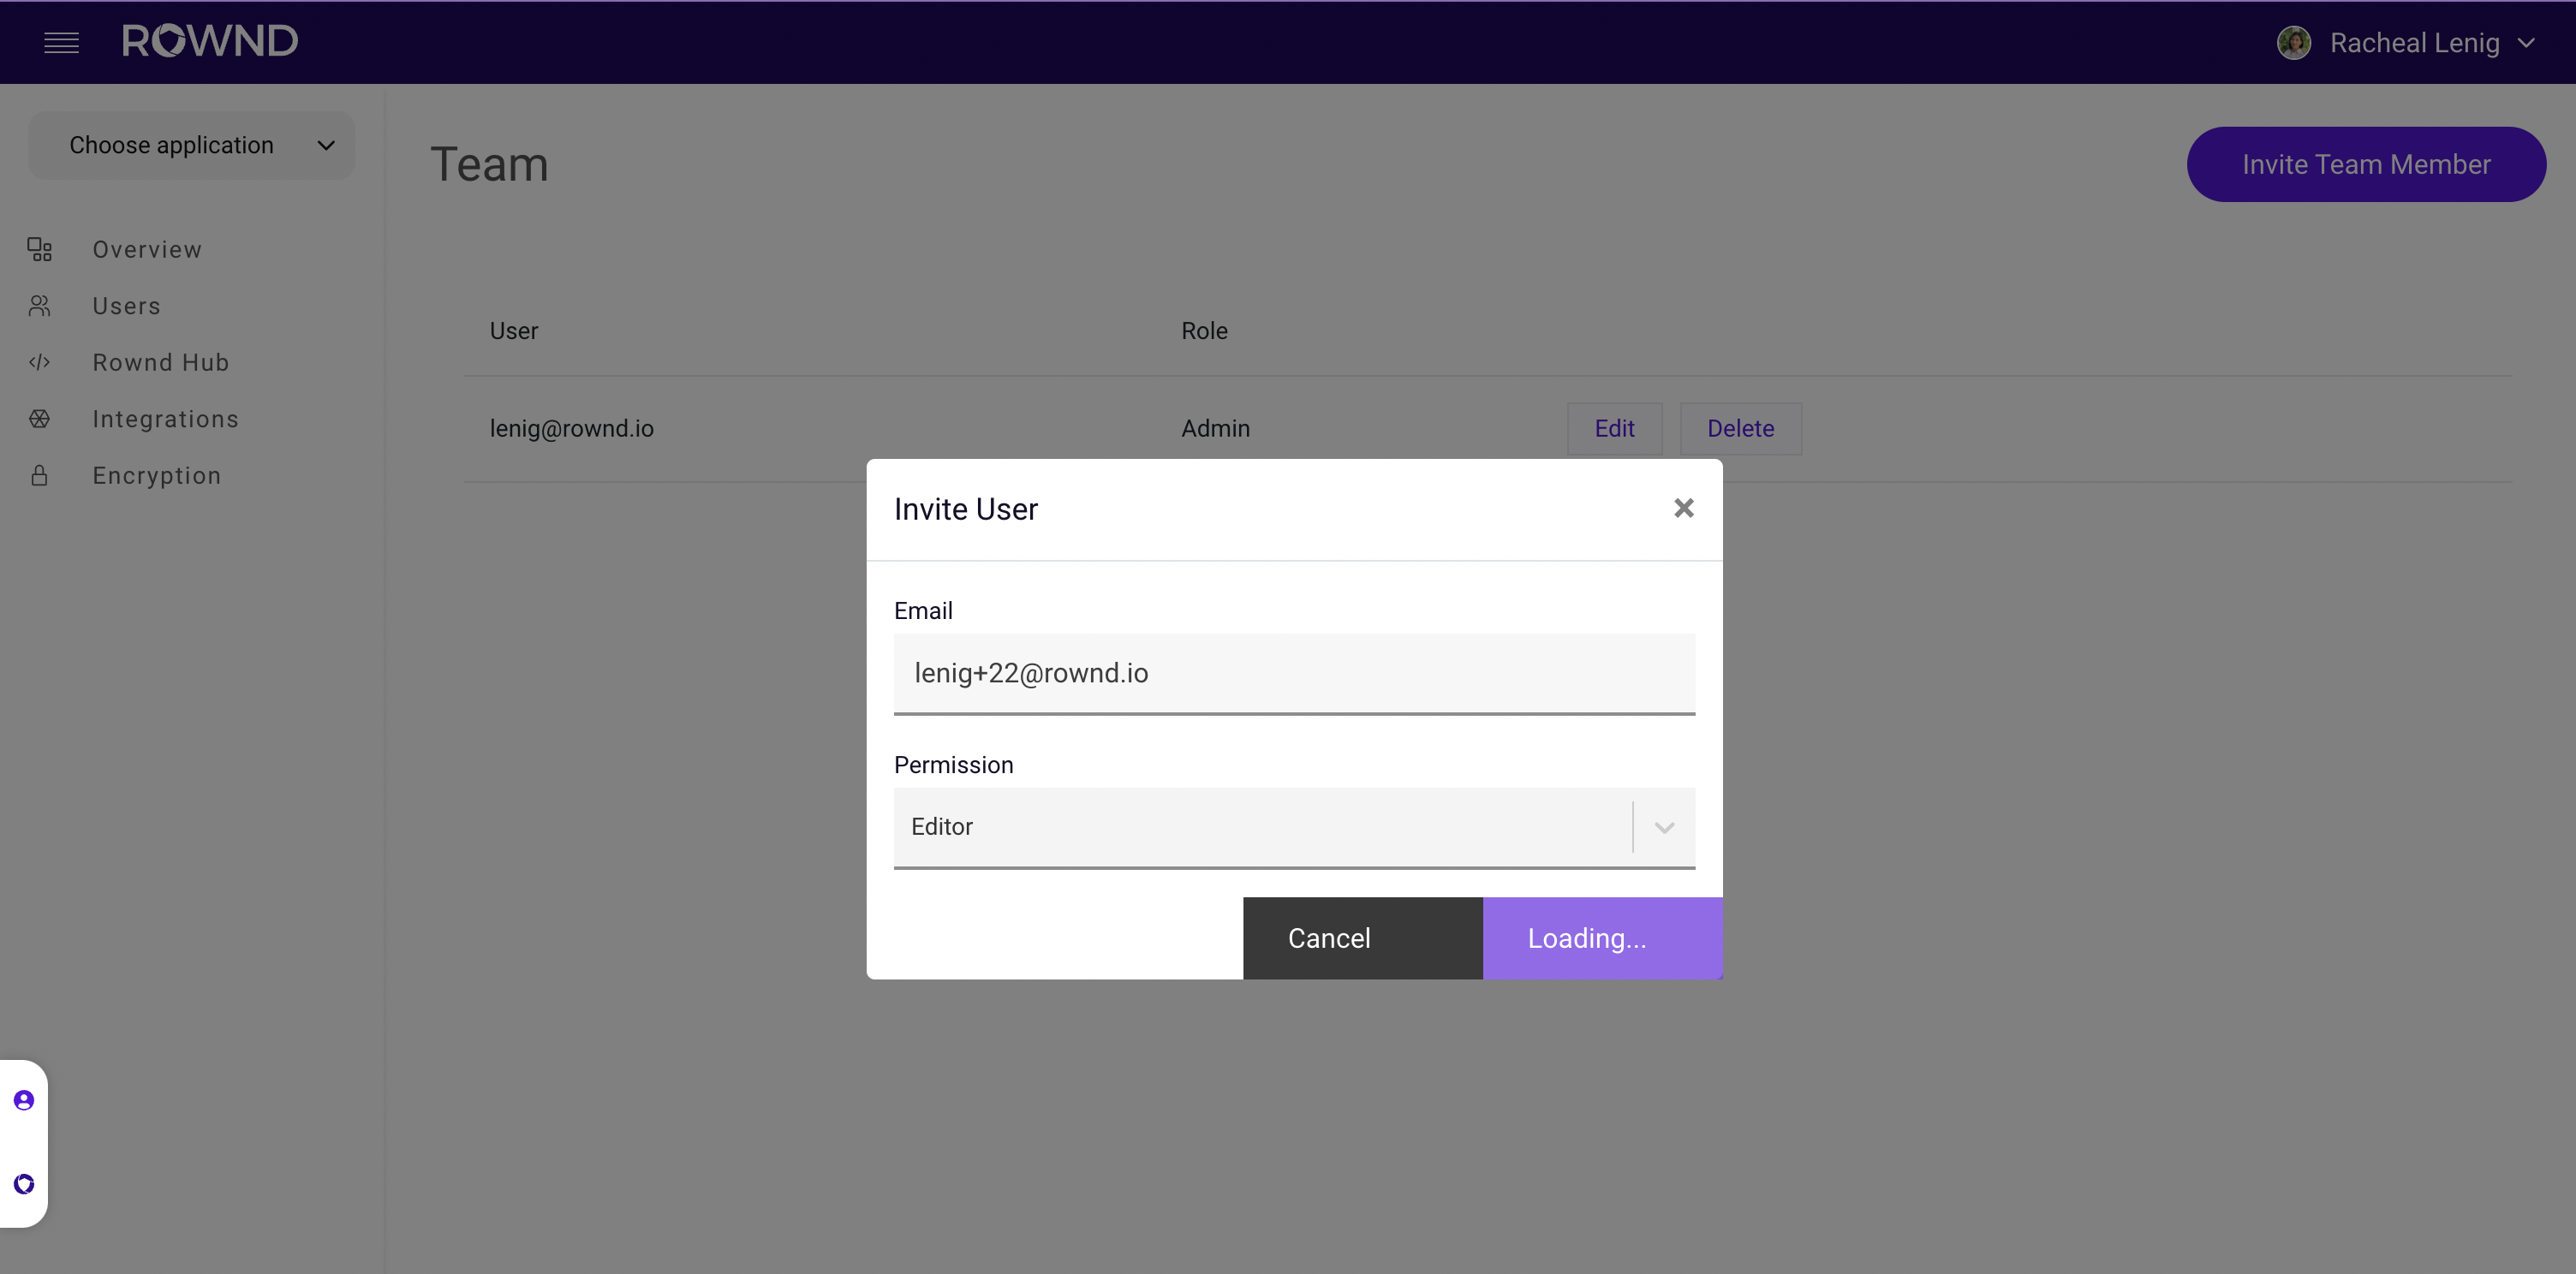 ROWND
Racheal Lenig
Choose application
Team
Invite Team Member
Overview
Users
Rownd Hub
Integrations
Encryption
User Role
lenig@rownd.io Admin Edit Delete
Invite User
Email
lenig+22@rownd.io
Permission
Editor
Cancel Loading...